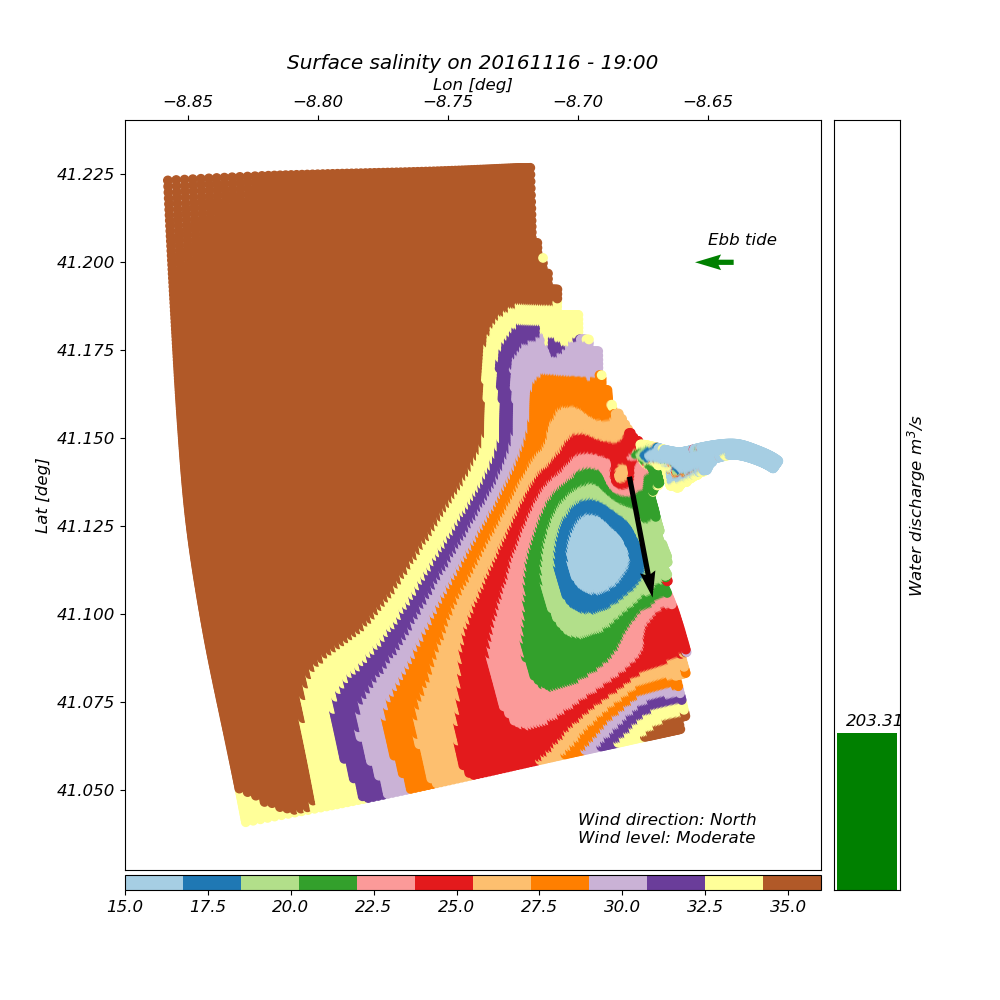 Surface salinity on 20161116 - 19:00
Lon [deg]
−8.85 −8.80 −8.75 −8.70 −8.65
41.225
41.200
41.175
41.150
41.125
41.100
41.075
41.050
Lat [deg]
Ebb tide
Wind direction: North
Wind level: Moderate
203.31
Water discharge m³/s
15.0 17.5 20.0 22.5 25.0 27.5 30.0 32.5 35.0